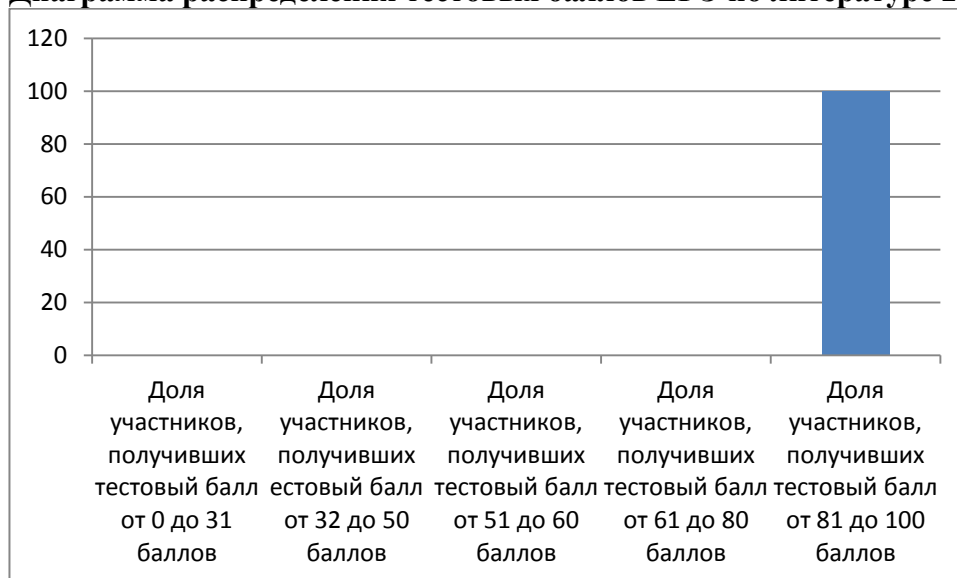 120
100
80
60
40
20
0
Доля участников, получивших тестовый балл от 0 до 31 баллов
Доля участников, получивших естовый балл от 32 до 50 баллов
Доля участников, получивших тестовый балл от 51 до 60 баллов
Доля участников, получивших тестовый балл от 61 до 80 баллов
Доля участников, получивших тестовый балл от 81 до 100 баллов